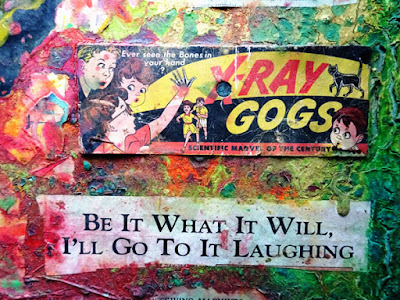 Ever seen the Bones in
your hand
?
X-RAY
GOGS
SCIENTIFIC MARVEL OF THE CENTURY
BE IT WHAT IT WILL,
I'LL GO TO IT LAUGHING